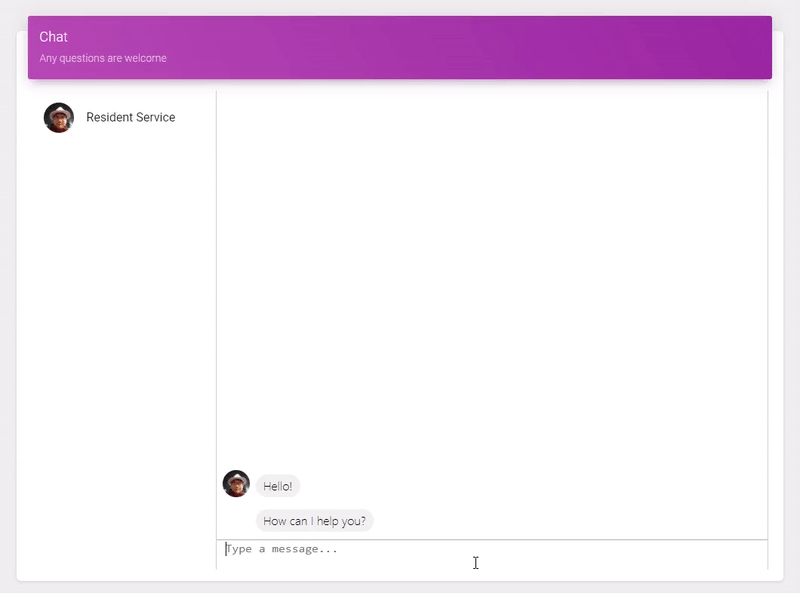 Chat
Any questions are welcome
Resident Service
Hello!
How can I help you?
Type a message...